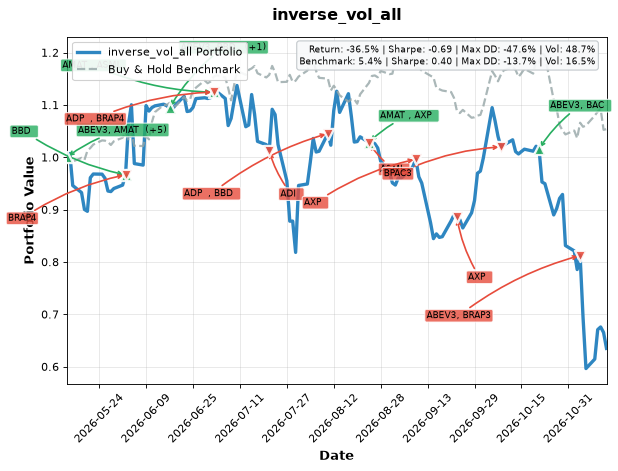 inverse_vol_all
inverse_vol_all Portfolio
Buy & Hold Benchmark
Return: -36.5% | Sharpe: -0.69 | Max DD: -47.6% | Vol: 48.7%
Benchmark: 5.4% | Sharpe: 0.40 | Max DD: -13.7% | Vol: 16.5%
ADP , BRAP4
BBD
ABEV3, AMAT (+5)
AMAT , AXP
ABEV3, BAC
BRAP4
ADP , BBD
ADI
AXP
BPAC3
AXP
ABEV3, BRAP3
Portfolio Value
1.2
1.1
1.0
0.9
0.8
0.7
0.6
2026-05-24
2026-06-09
2026-06-25
2026-07-11
2026-07-27
2026-08-12
2026-08-28
2026-09-13
2026-09-29
2026-10-15
2026-10-31
Date